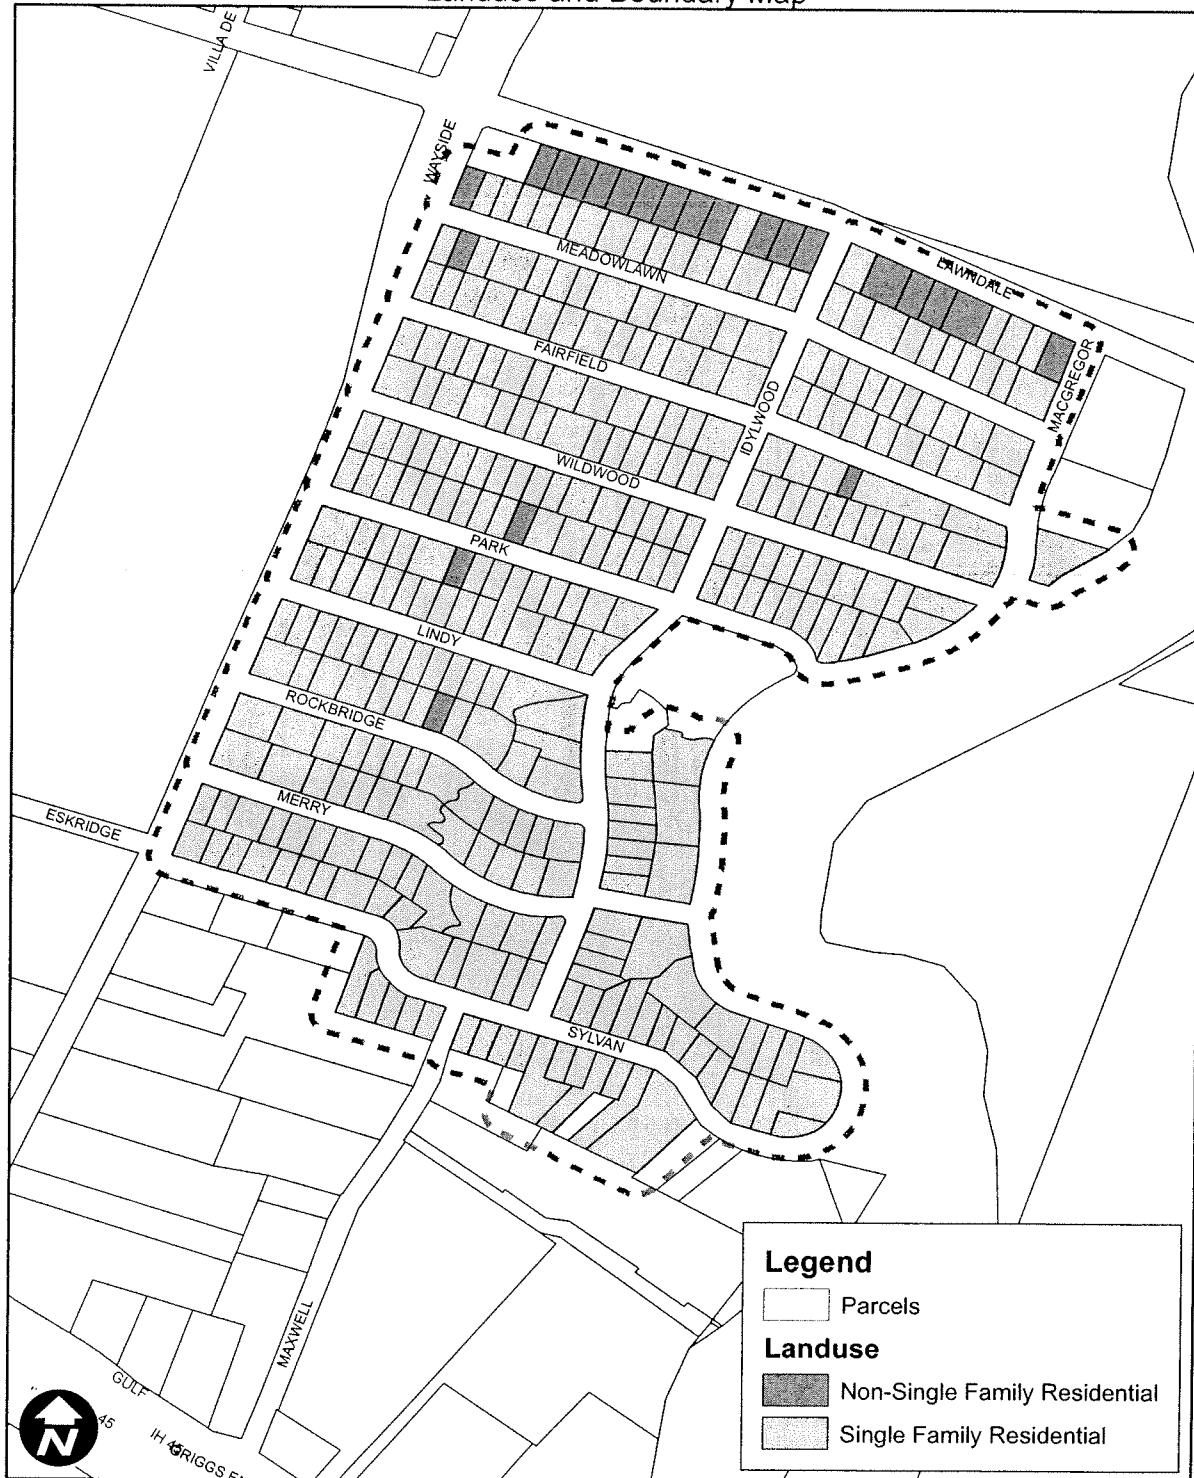 Landuse and Boundary Map
VILLA DE
WAYSIDE
MEADOWLAWN
LAWNDALE
FAIRFIELD
MACGREGOR
IDYLWOOD
WILDWOOD
PARK
LINDY
ROCKBRIDGE
MERRY
ESKRIDGE
SYLVAN
MAXWELL
GULF
45
IH 45
GRIGGS
N
Legend
Parcels
Landuse
Non-Single Family Residential
Single Family Residential